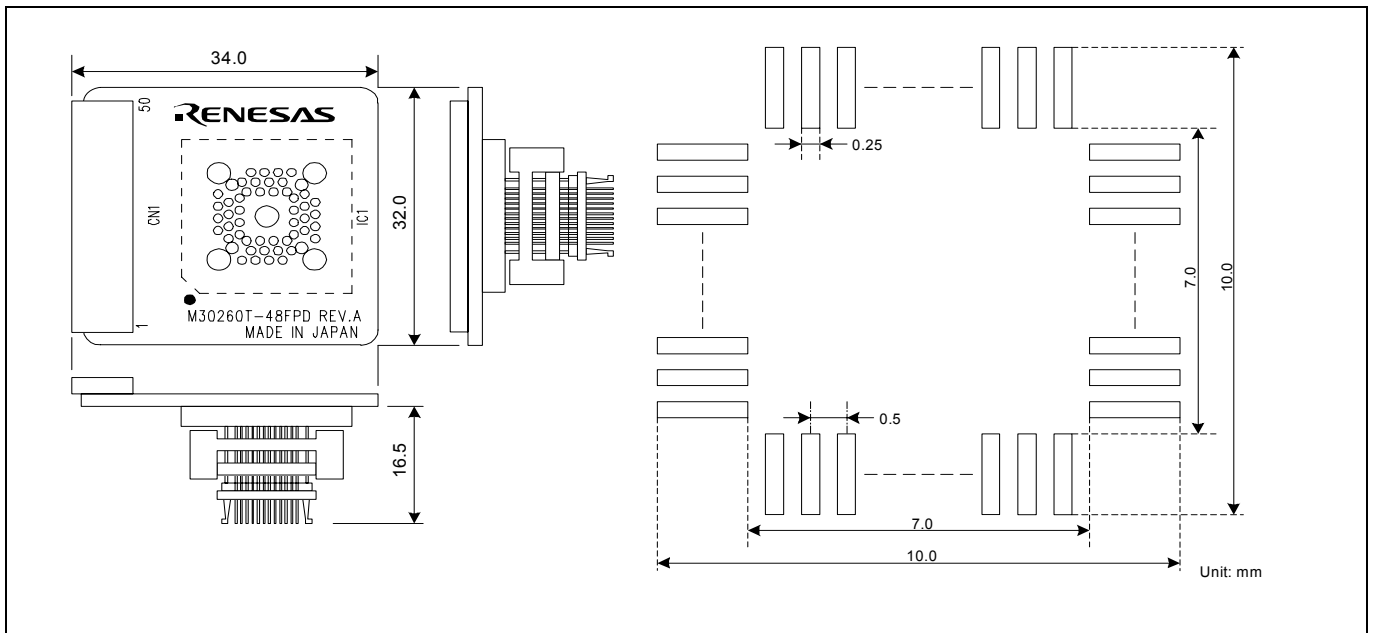 34.0
50
RENESAS
CN1
IC1
32.0
1
M30260T-48FPD REV.A
MADE IN JAPAN
16.5
0.25
7.0
10.0
0.5
7.0
10.0
Unit: mm